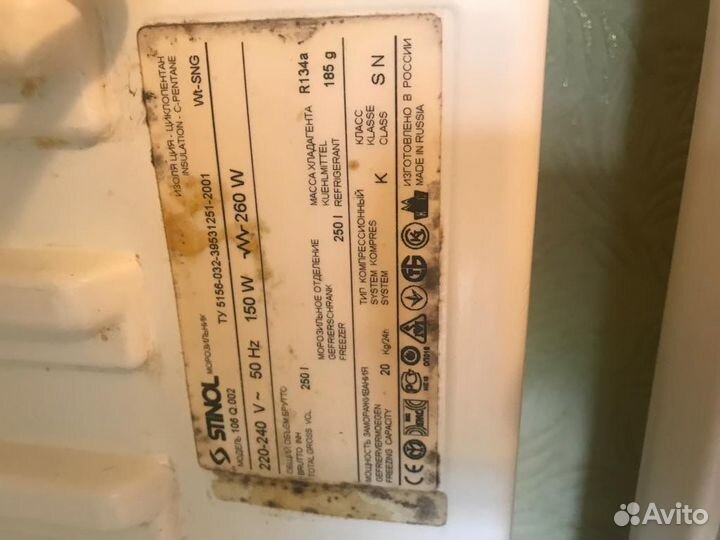 STINOL МОРОЗИЛЬНИК
ИЗОЛЯЦИЯ - ЦИКЛОПЕНТАН
INSULATION - C-PENTANE
МОДЕЛЬ 106 Q.002
ТУ 5156-032-39531251-2001
Wt-SNG
220-240 V ~ 50 Hz 150 W 260 W
ОБЩИЙ ОБЪЕМ БРУТТО
BRUTTO INH
TOTAL GROSS VOL
250 l
МОРОЗИЛЬНОЕ ОТДЕЛЕНИЕ
GEFRIERSCHRANK
FREEZER
250 l
МАССА ХЛАДАГЕНТА
KUEHLMITTEL
REFRIGERANT
R134a
185 g
МОЩНОСТЬ ЗАМОРАЖИВАНИЯ
GEFRIERVERMOEGEN
FREEZING CAPACITY
20 Kg/24h
ТИП КОМПРЕССИОННЫЙ
SYSTEM KOMPRES
SYSTEM
K
КЛАСС
KLASSE
CLASS
S N
CE
ИЗГОТОВЛЕНО В РОССИИ
MADE IN RUSSIA
Avito